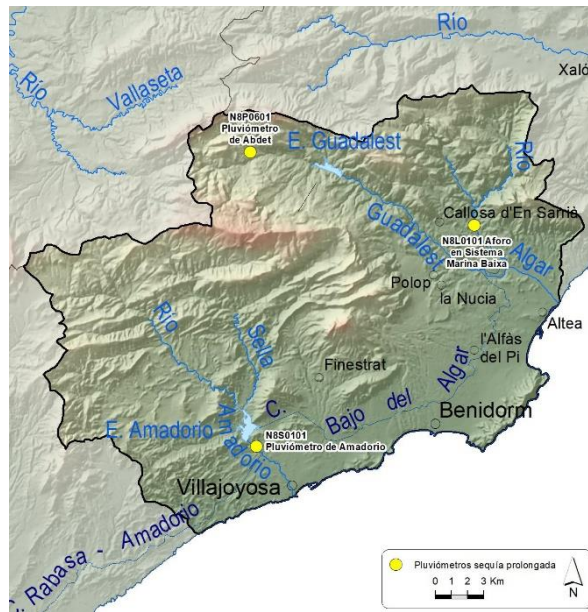 Río
Xaló
Río
Vallaseta
N8P0601
Pluviómetro
de Abdet
E. Guadalest
Río
Guadalest
Callosa d'En Sarrià
N8L0101 Aforo
en Sistema
Marina Baixa
Algar
Polop
la Nucia
Altea
Río
Sella
l'Alfàs
del Pi
Finestrat
C. Bajo del Algar
Benidorm
E. Amadorio
Amadorio
N8S0101
Pluviómetro de Amadorio
Villajoyosa
C. Rabasa - Amadorio
Pluviómetros sequía prolongada
0 1 2 3 Km
N